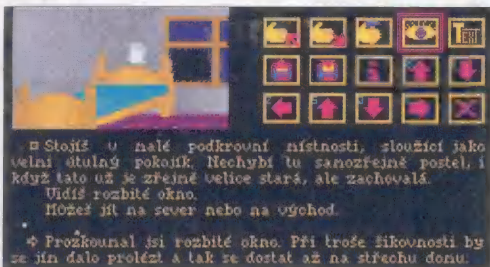 TEXT
Stojíš v malé podkrovní místnosti, sloužící jako
velmi útulný pokojík. Nechybí tu samozřejmě postel, i
když tato už je zřejmě velice stará, ale zachovalá.
Vidíš rozbité okno.
Můžeš jít na sever nebo na východ.
Prozkoumal jsi rozbité okno. Při troše šikovnosti by
se jím dalo prolézt a tak se dostat až na střechu domu.